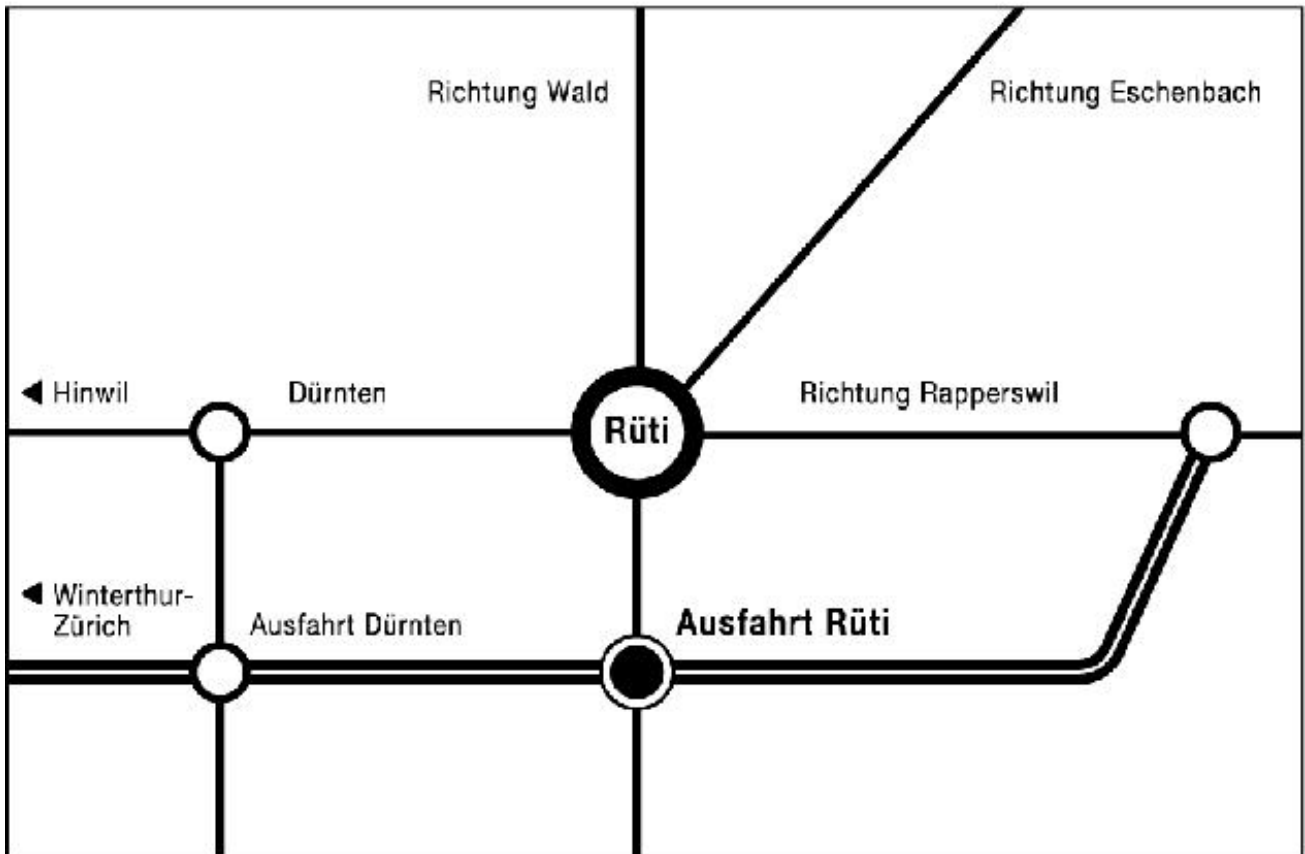 Richtung Wald
Richtung Eschenbach
◄ Hinwil
Dürnten
Rüti
Richtung Rapperswil
◄ Winterthur-
Zürich
Ausfahrt Dürnten
Ausfahrt Rüti